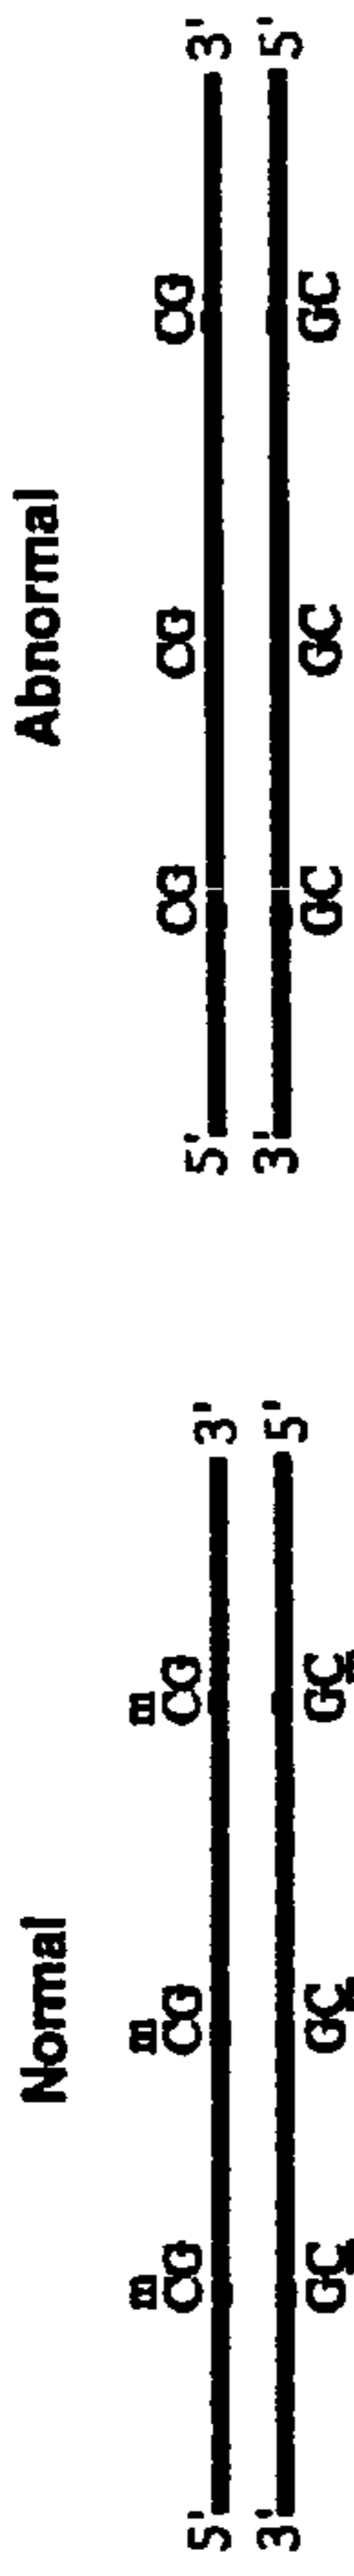 Normal
m m m
CG CG CG
5' 3'
3' 5'
GC GC GC
Abnormal
CG CG CG
5' 3'
3' 5'
GC GC GC